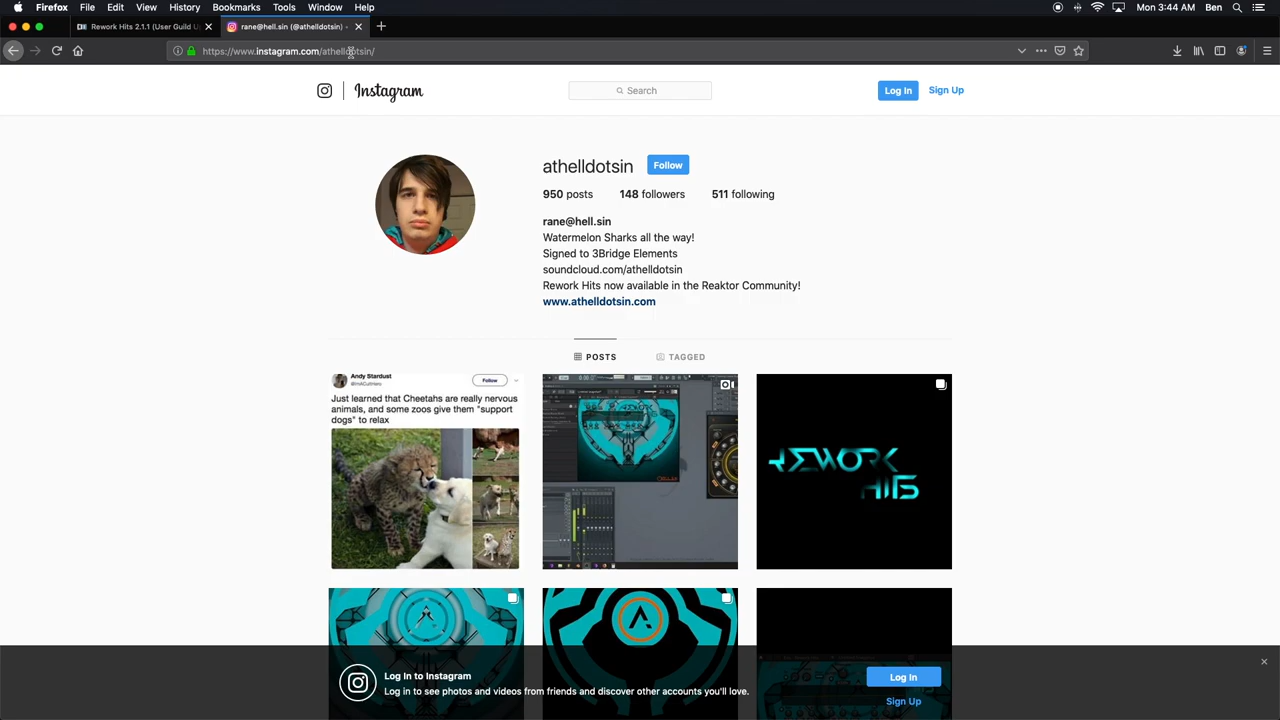 Firefox File Edit View History Bookmarks Tools Window Help Mon 3:44 AM Ben
Rework Hits 2.1.1 (User Guild U
rane@hell.sin (@athelldotsin) •
https://www.instagram.com/athelldotsin/
Instagram
Search
Log In
Sign Up
athelldotsin
Follow
950 posts
148 followers
511 following
rane@hell.sin
Watermelon Sharks all the way!
Signed to 3Bridge Elements
soundcloud.com/athelldotsin
Rework Hits now available in the Reaktor Community!
www.athelldotsin.com
POSTS
TAGGED
Andy Stardust
Follow
Just learned that Cheetahs are really nervous
animals, and some zoos give them "support
dogs" to relax
REWORK
HITS
Log In to Instagram
Log in to see photos and videos from friends and discover other accounts you'll love.
Log In
Sign Up